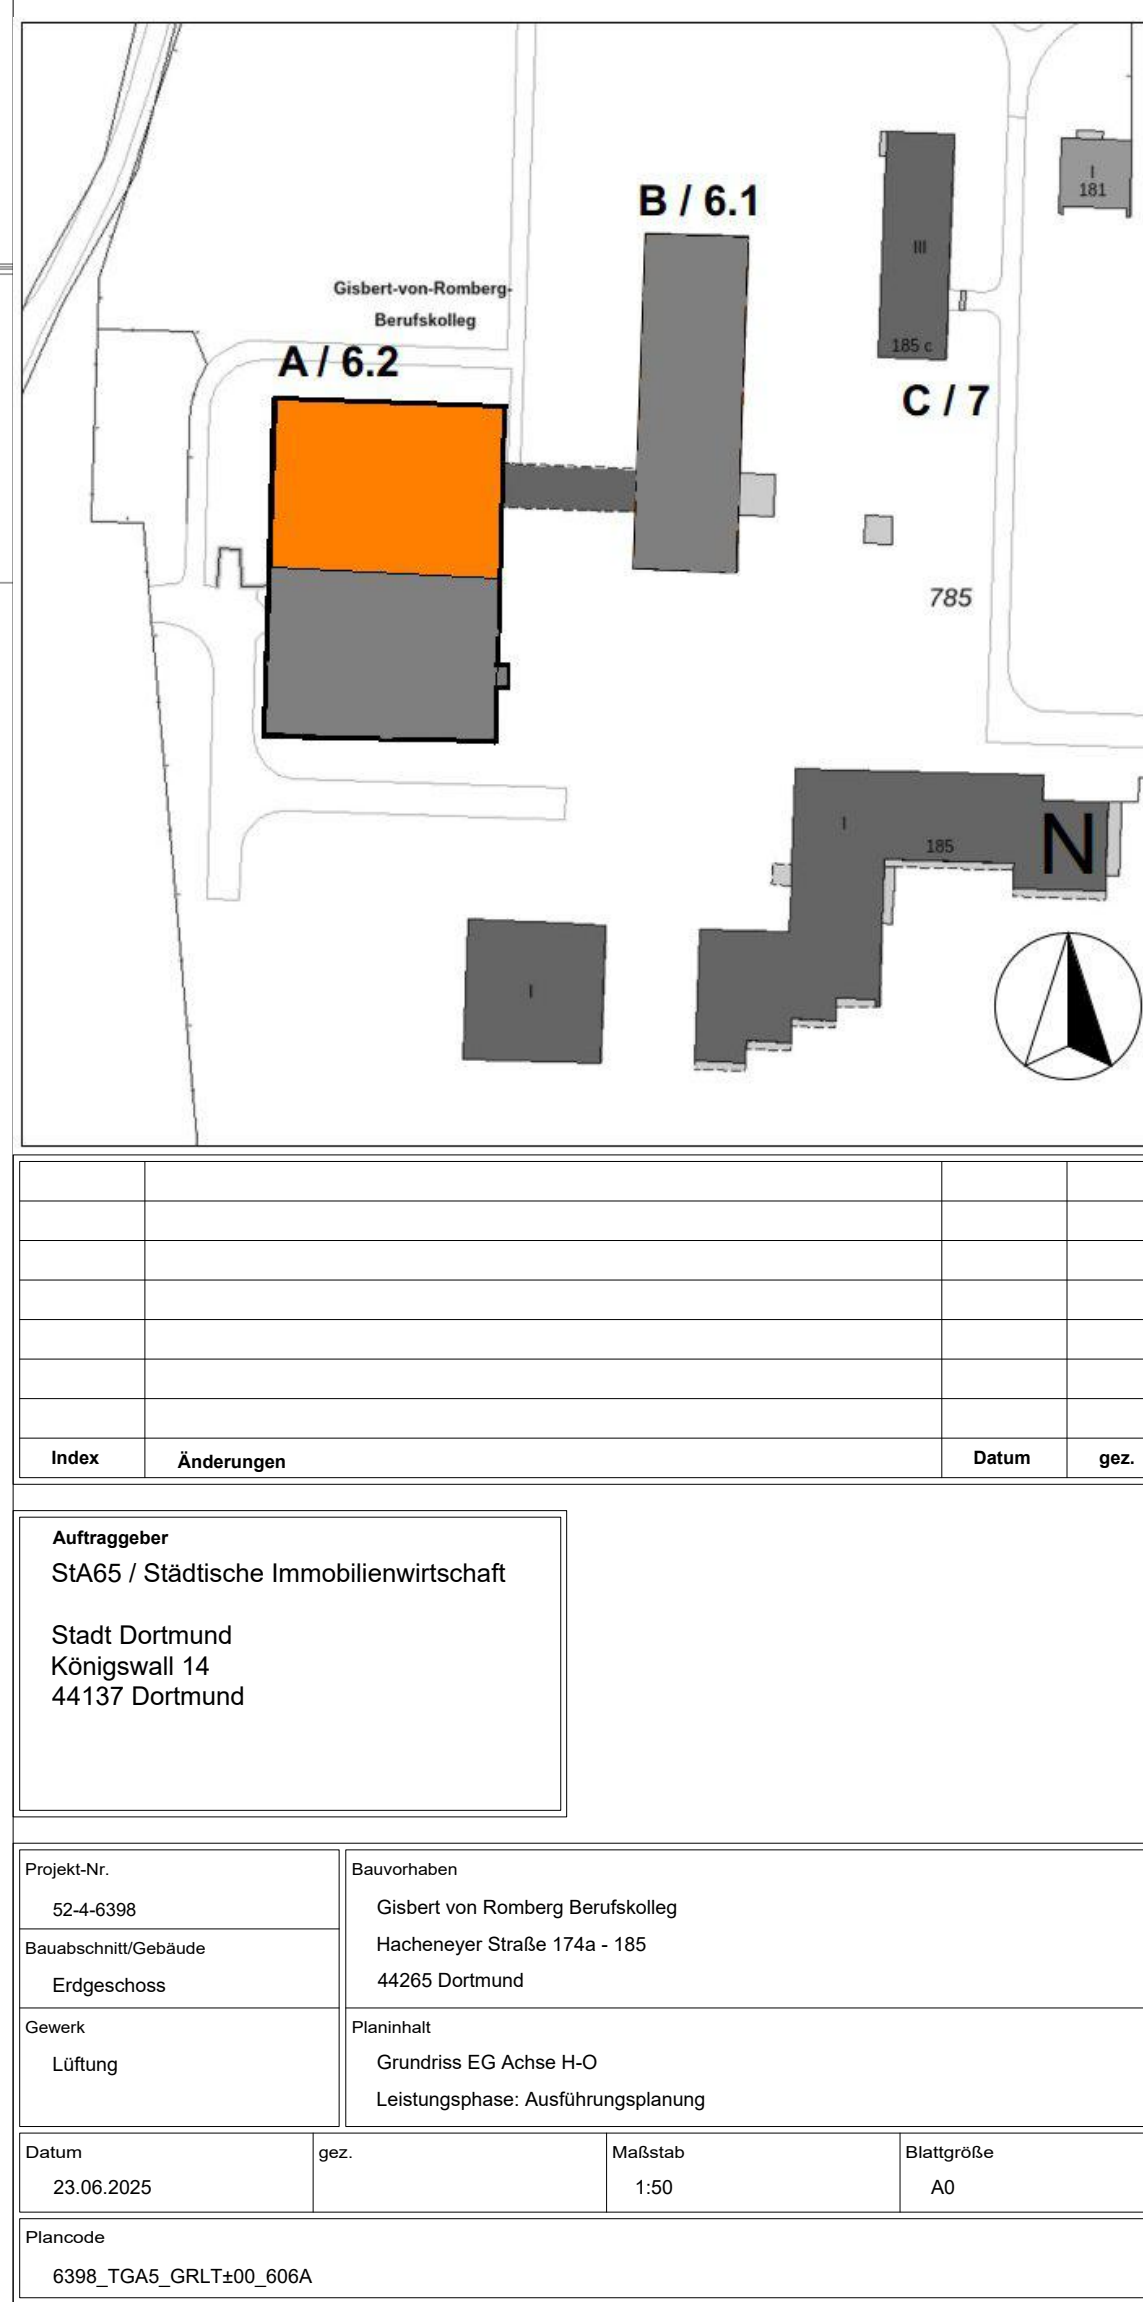 B / 6.1
I
181
III
Gisbert-von-Romberg-
Berufskolleg
A / 6.2
185 c
C / 7
785
I
185
N
I
Index Änderungen Datum gez.
Auftraggeber
StA65 / Städtische Immobilienwirtschaft
Stadt Dortmund
Königswall 14
44137 Dortmund
Projekt-Nr.
52-4-6398
Bauvorhaben
Gisbert von Romberg Berufskolleg
Hacheneyer Straße 174a - 185
44265 Dortmund
Bauabschnitt/Gebäude
Erdgeschoss
Gewerk
Lüftung
Planinhalt
Grundriss EG Achse H-O
Leistungsphase: Ausführungsplanung
Datum gez. Maßstab Blattgröße
23.06.2025 1:50 A0
Plancode
6398_TGA5_GRLT±00_606A